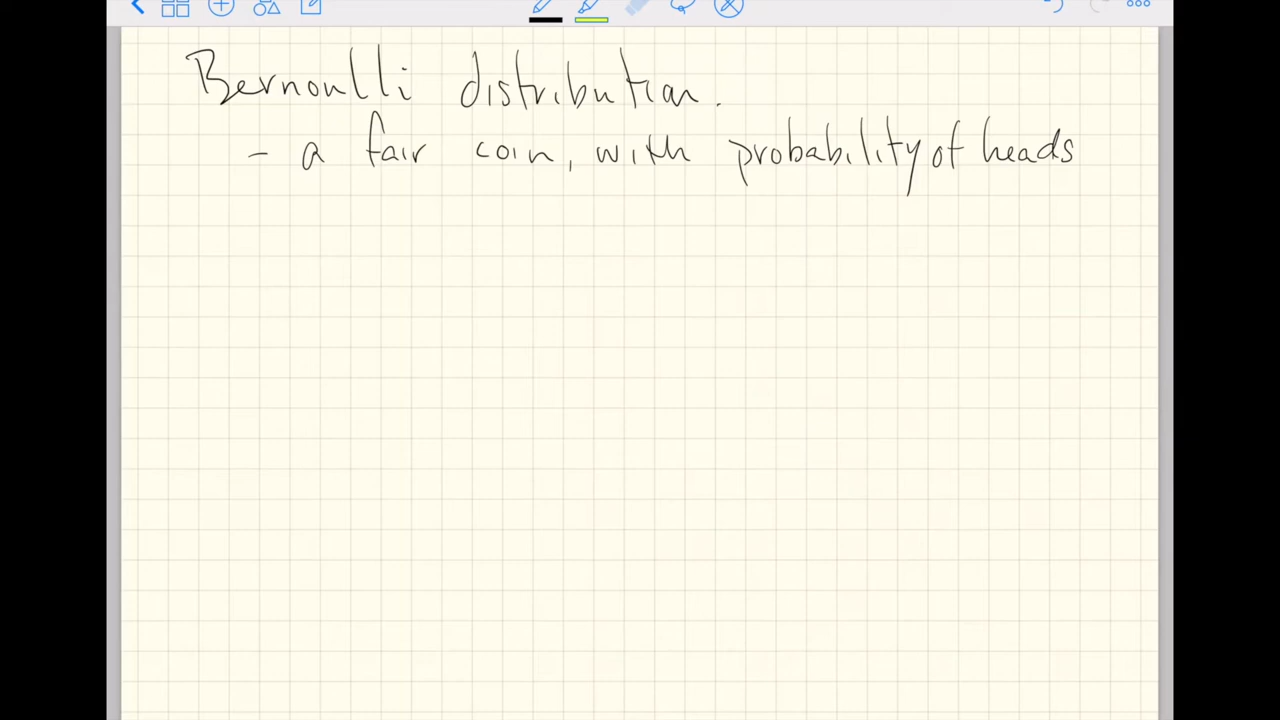 Bernoulli distribution.
- a fair coin, with probability of heads